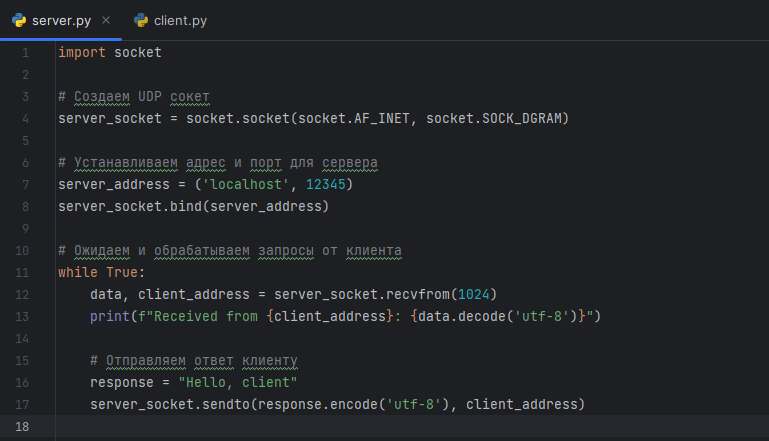 server.py × client.py
1 import socket
2
3 # Создаем UDP сокет
4 server_socket = socket.socket(socket.AF_INET, socket.SOCK_DGRAM)
5
6 # Устанавливаем адрес и порт для сервера
7 server_address = ('localhost', 12345)
8 server_socket.bind(server_address)
9
10 # Ожидаем и обрабатываем запросы от клиента
11 while True:
12     data, client_address = server_socket.recvfrom(1024)
13     print(f"Received from {client_address}: {data.decode('utf-8')}")
14
15     # Отправляем ответ клиенту
16     response = "Hello, client"
17     server_socket.sendto(response.encode('utf-8'), client_address)
18